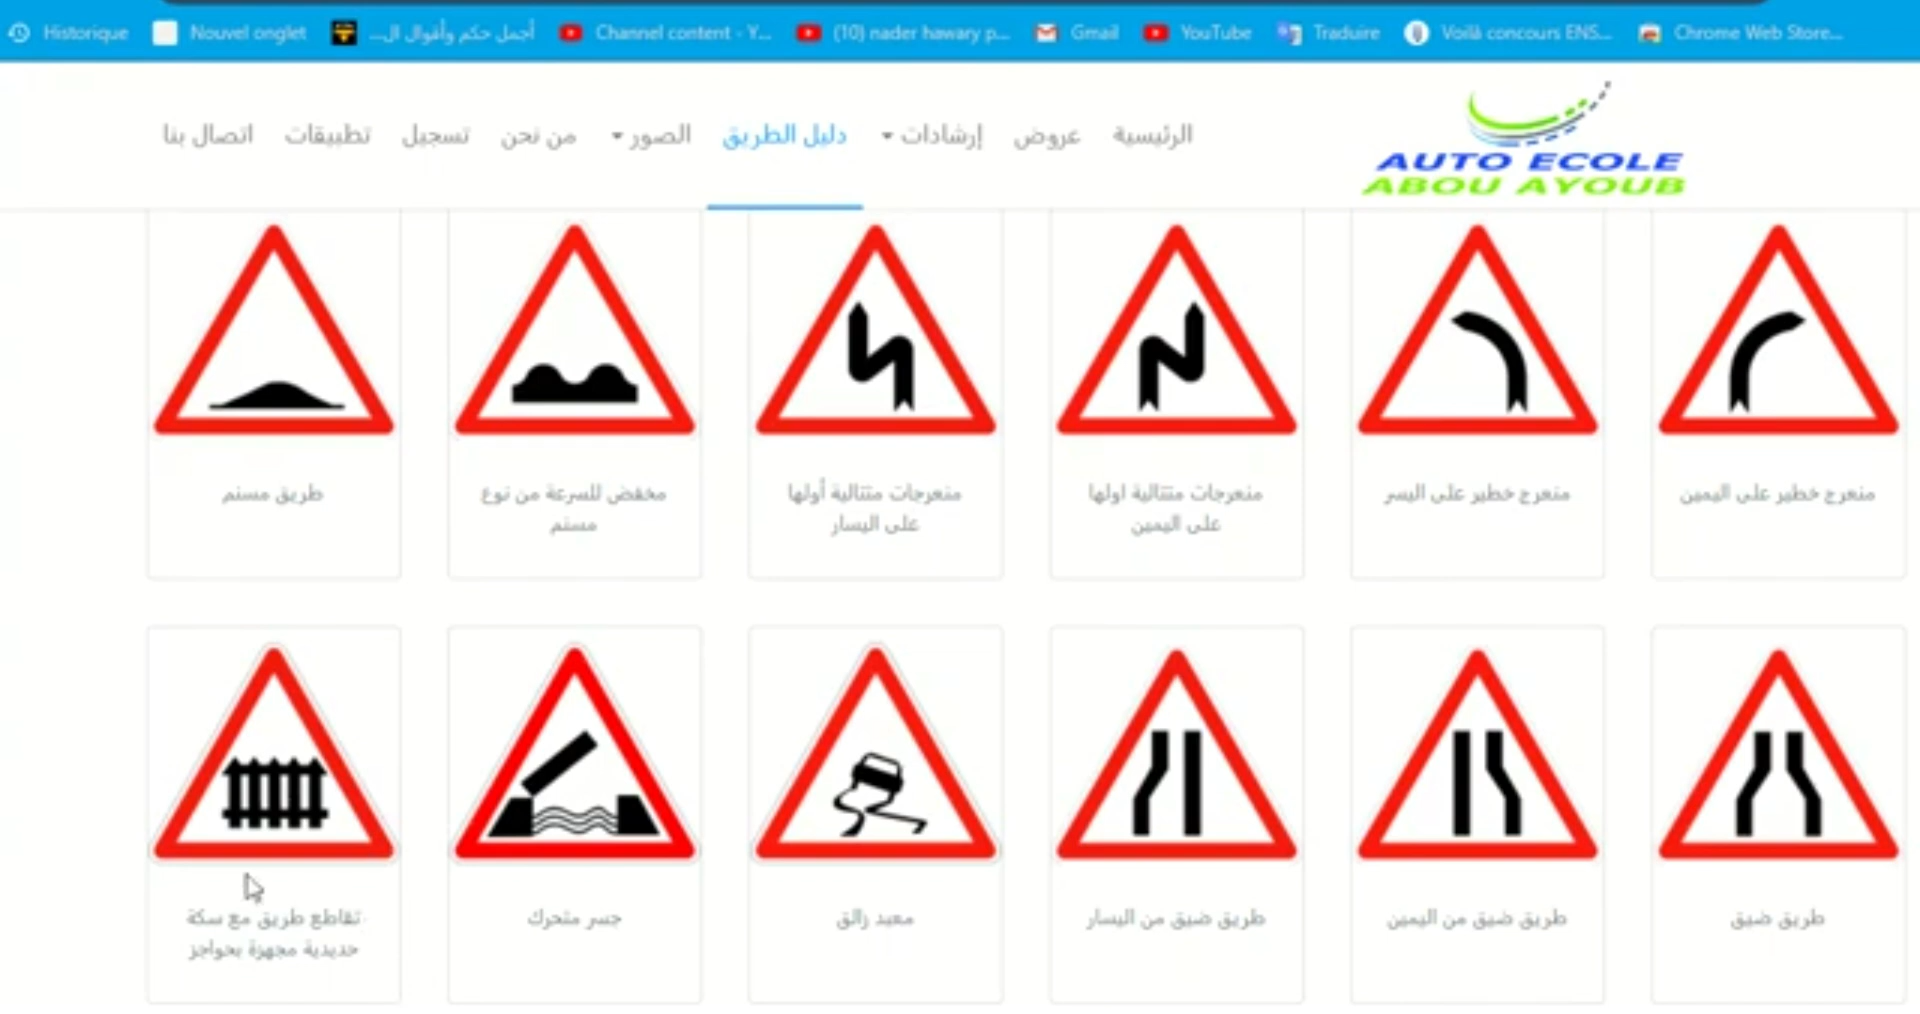 Historique
Nouvel onglet
أجمل حكم وأقوال ال...
Channel content - Y...
(10) nader hawary p...
Gmail
YouTube
Traduire
Voilà concours ENS...
Chrome Web Store...
AUTO ECOLE
ABOU AYOUB
الرئيسية
عروض
إرشادات
دليل الطريق
الصور
من نحن
تسجيل
تطبيقات
اتصال بنا
منعرج خطير على اليمين
منعرج خطير على اليسر
منعرجات متتالية اولها
على اليمين
منعرجات متتالية أولها
على اليسار
مخفض للسرعة من نوع
مسنم
طريق مسنم
طريق ضيق
طريق ضيق من اليمين
طريق ضيق من اليسار
معبد زالق
جسر متحرك
تقاطع طريق مع سكة
حديدية مجهزة بحواجز